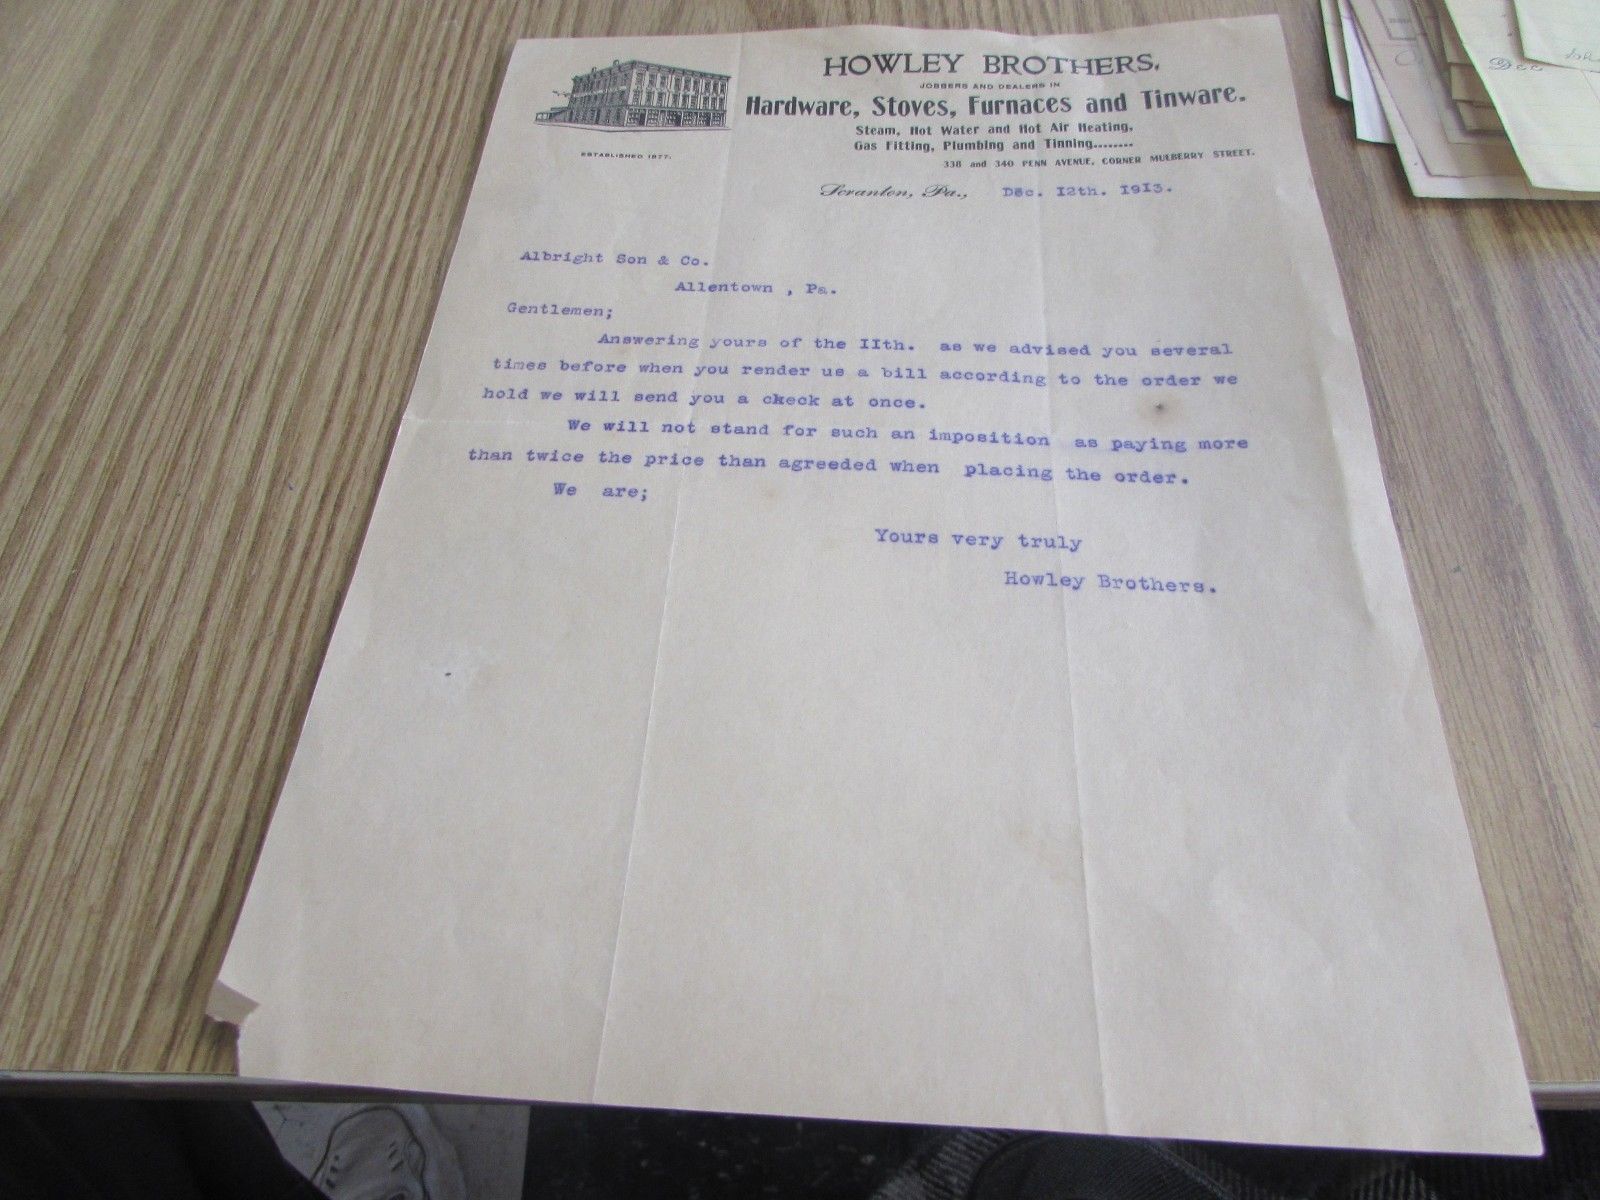 HOWLEY BROTHERS,
JOBBERS AND DEALERS IN
Hardware, Stoves, Furnaces and Tinware.
Steam, Hot Water and Hot Air Heating,
Gas Fitting, Plumbing and Tinning........
338 and 340 PENN AVENUE, CORNER MULBERRY STREET.
ESTABLISHED 1877.
Scranton, Pa., Dec. I2th. I9I3.
Albright Son & Co.
Allentown , Pa.
Gentlemen;
Answering yours of the IIth. as we advised you several
times before when you render us a bill according to the order we
hold we will send you a check at once.
We will not stand for such an imposition as paying more
than twice the price than agreeded when placing the order.
We are;
Yours very truly
Howley Brothers.
Dec